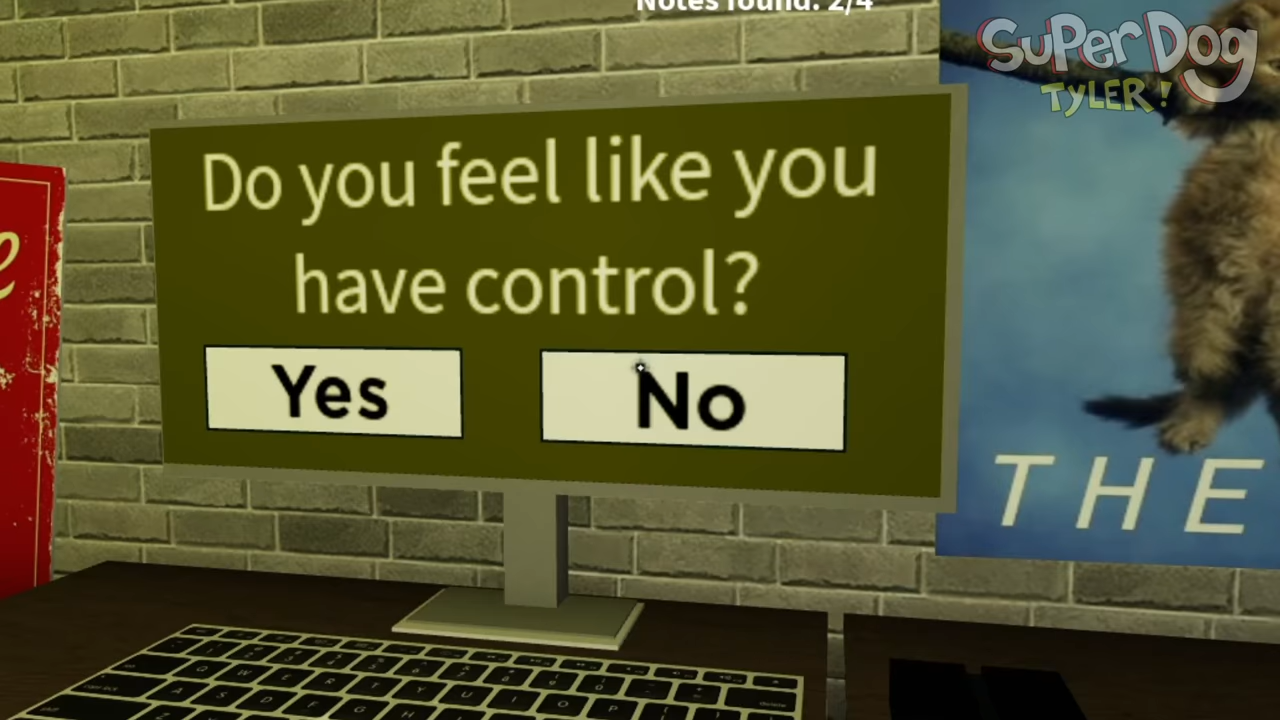 Notes found: 2/4
SuPer Dog
TyLER!
Do you feel like you
have control?
Yes
No
THE